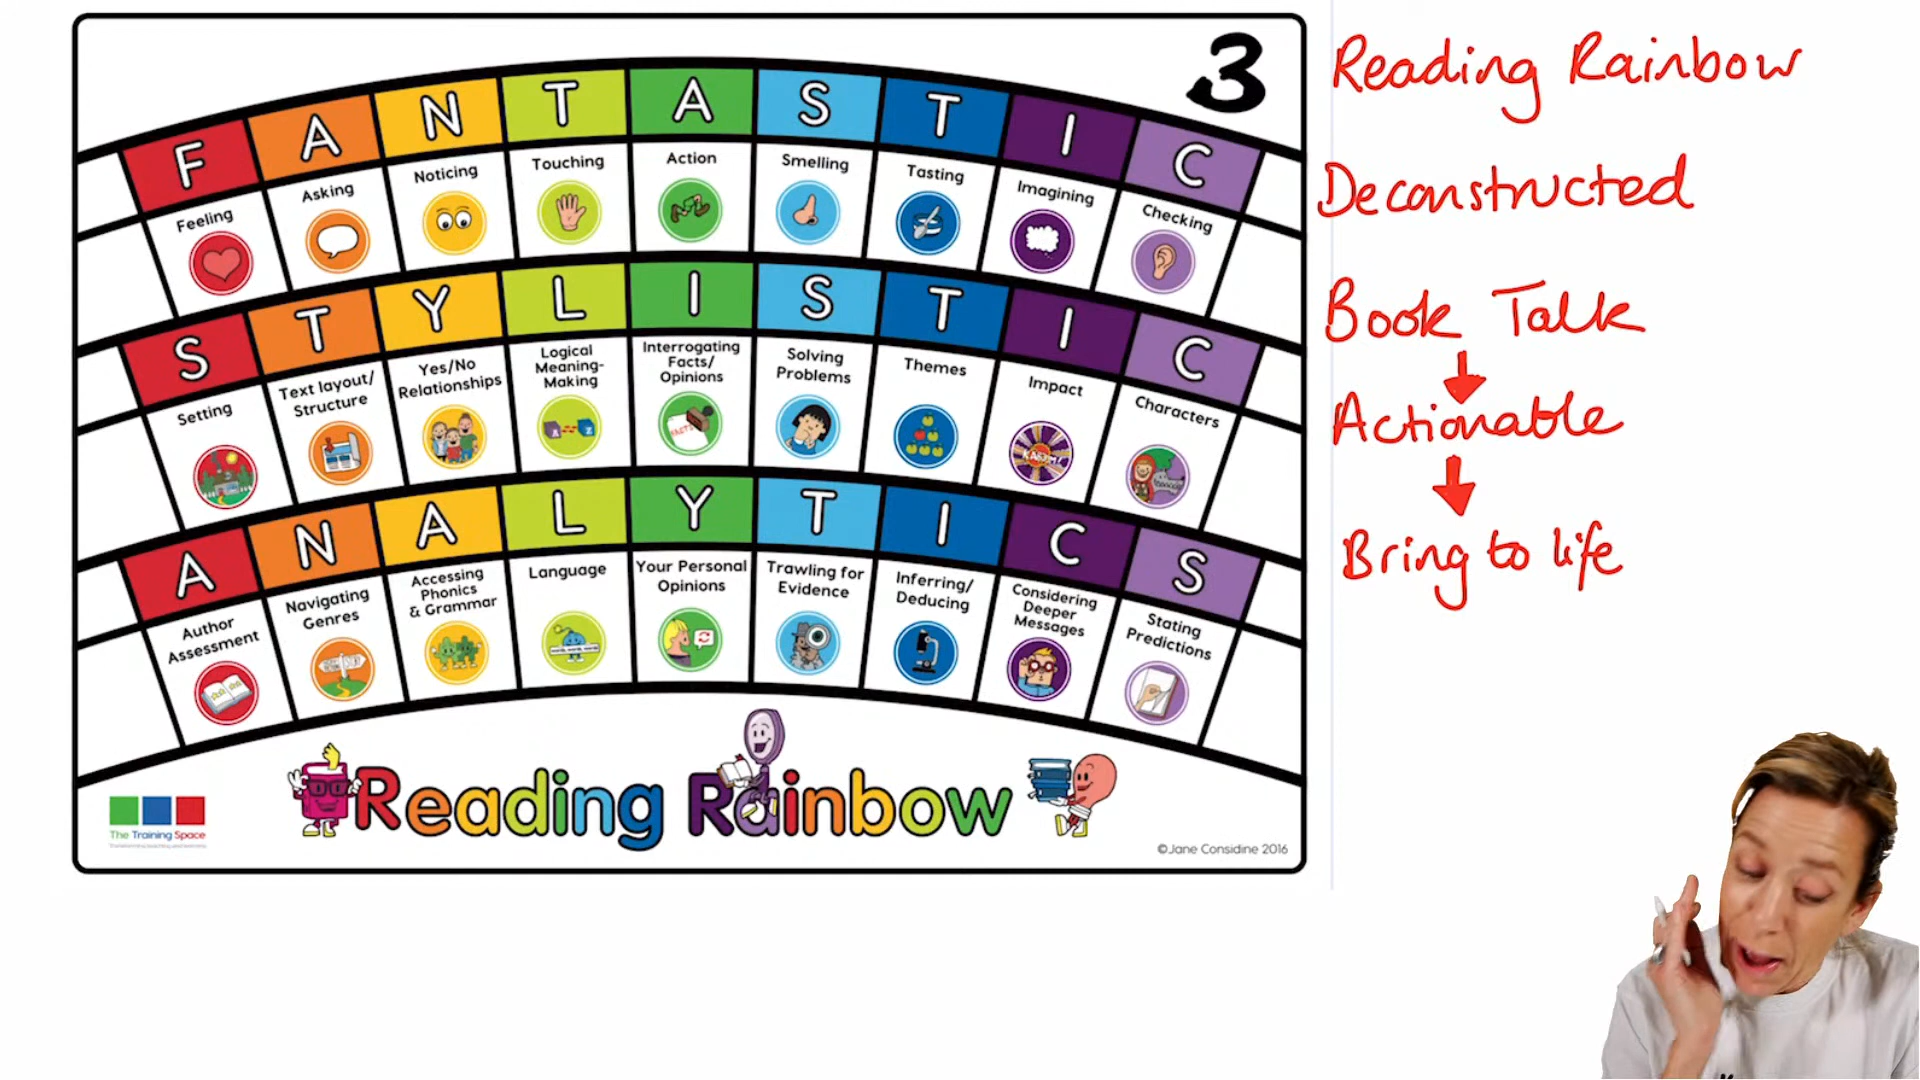 3
F A N T A S T I C
Feeling
Asking
Noticing
Touching
Action
Smelling
Tasting
Imagining
Checking
S T Y L I S T I C
Setting
Text layout/
Structure
Yes/No
Relationships
Logical
Meaning-
Making
Interrogating
Facts/
Opinions
Solving
Problems
Themes
Impact
Characters
A N A L Y T I C S
Author
Assessment
Navigating
Genres
Accessing
Phonics
& Grammar
Language
Your Personal
Opinions
Trawling for
Evidence
Inferring/
Deducing
Considering
Deeper
Messages
Stating
Predictions
Reading Rainbow
The Training Space
©Jane Considine 2016
Reading Rainbow
Deconstructed
Book Talk
Actionable
Bring to life